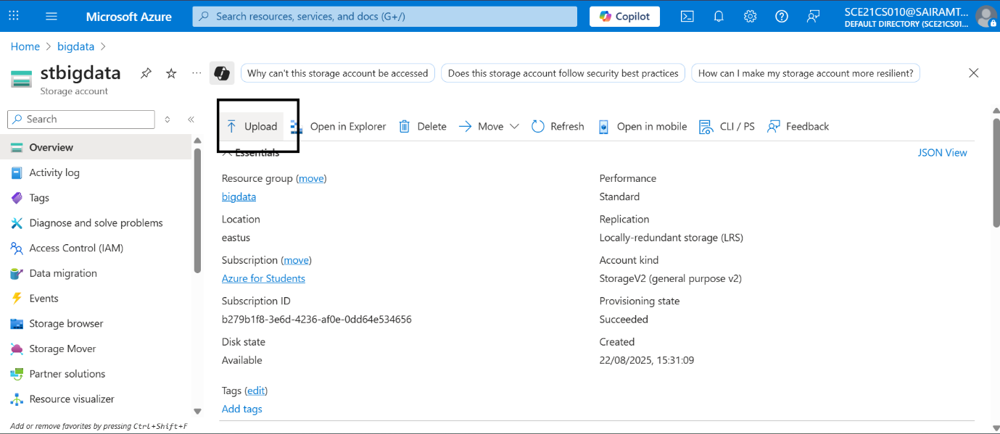 Microsoft Azure
Search resources, services, and docs (G+/)
Copilot
SCE21CS010@SAIRAMT...
DEFAULT DIRECTORY (SCE21CS01...
Home > bigdata >
stbigdata
Storage account
...
Why can't this storage account be accessed
Does this storage account follow security best practices
How can I make my storage account more resilient?
Search
Overview
Activity log
Tags
Diagnose and solve problems
Access Control (IAM)
Data migration
Events
Storage browser
Storage Mover
Partner solutions
Resource visualizer
Add or remove favorites by pressing Ctrl+Shift+F
Upload
Open in Explorer
Delete
Move
Refresh
Open in mobile
CLI / PS
Feedback
Essentials
JSON View
Resource group (move)
bigdata
Location
eastus
Subscription (move)
Azure for Students
Subscription ID
b279b1f8-3e6d-4236-af0e-0dd64e534656
Disk state
Available
Performance
Standard
Replication
Locally-redundant storage (LRS)
Account kind
StorageV2 (general purpose v2)
Provisioning state
Succeeded
Created
22/08/2025, 15:31:09
Tags (edit)
Add tags